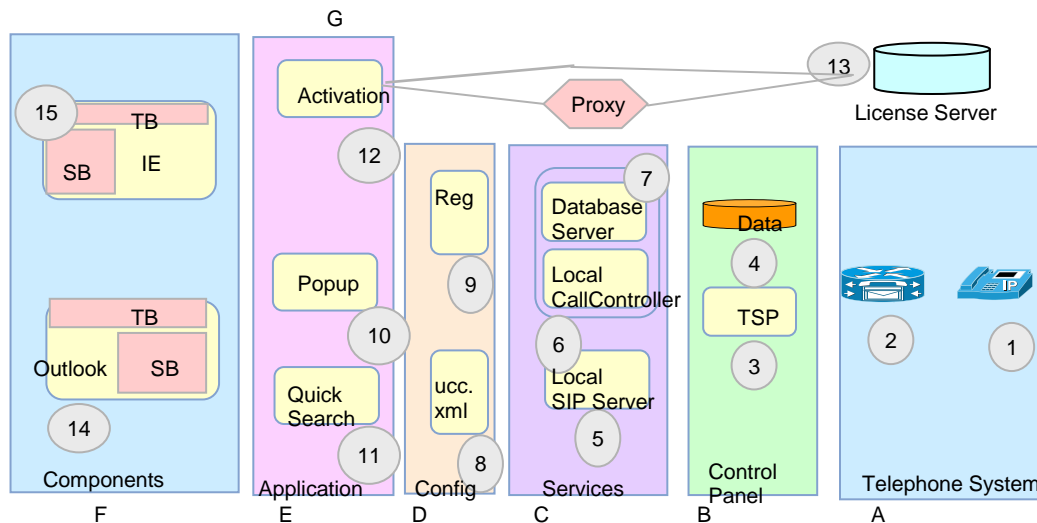 G
13
15
Activation
Proxy
License Server
TB
SB
IE
12
7
Reg
Database
Server
Data
Popup
9
Local
CallController
4
TSP
IP
TB
Outlook
SB
10
6
3
2
1
Quick
Search
ucc.
xml
Local
SIP Server
14
11
8
5
Components
Application
Config
Services
Control
Panel
Telephone System
F
E
D
C
B
A